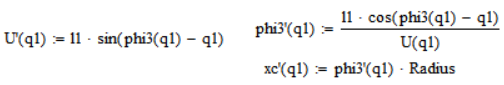 U'(q1) := l1 · sin(phi3(q1) − q1)
phi3'(q1) := l1 · cos(phi3(q1) − q1) / U(q1)
xc'(q1) := phi3'(q1) · Radius